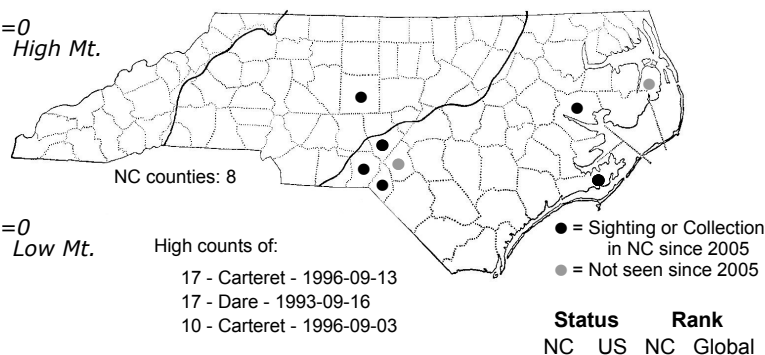 =0
High Mt.
NC counties: 8
=0
Low Mt.
High counts of:
17 - Carteret - 1996-09-13
17 - Dare - 1993-09-16
10 - Carteret - 1996-09-03
= Sighting or Collection
in NC since 2005
= Not seen since 2005
Status Rank
NC US NC Global